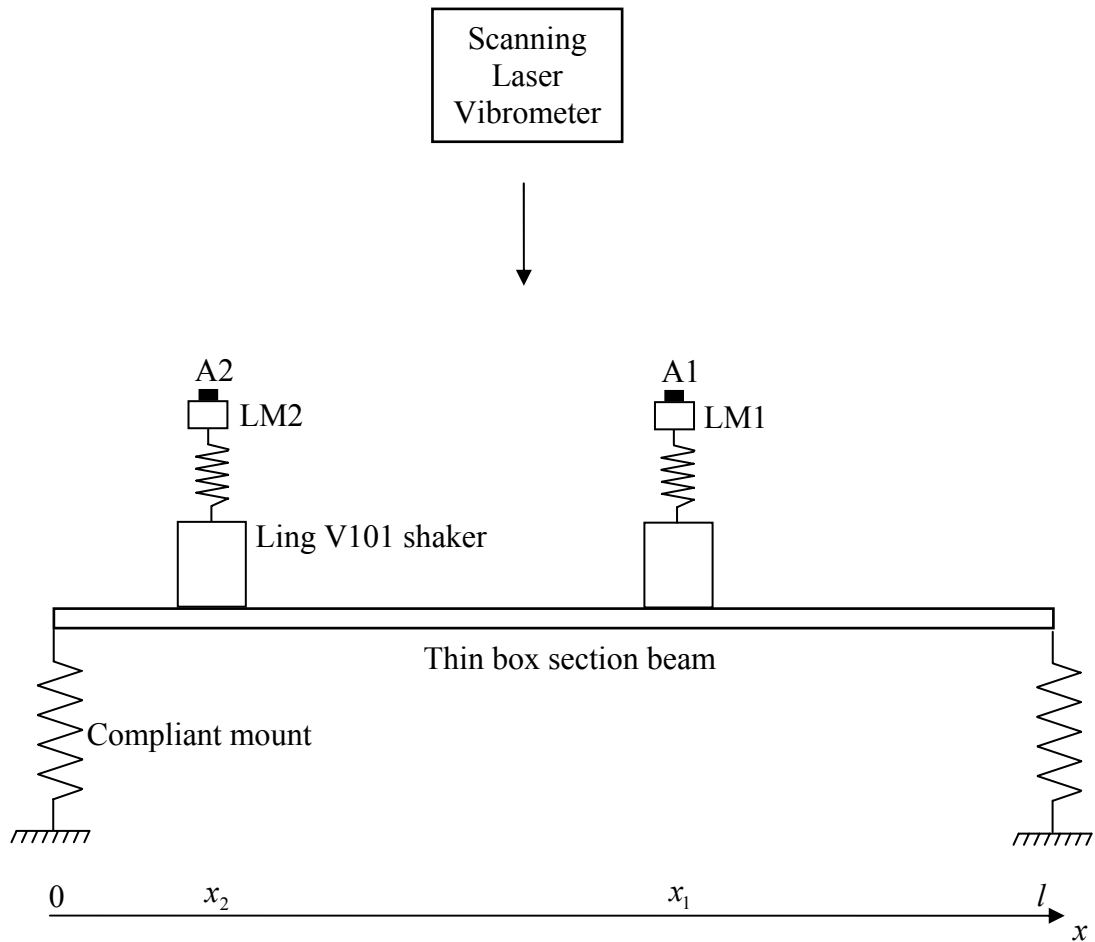 Scanning
Laser
Vibrometer
A2
A1
LM2
LM1
Ling V101 shaker
Thin box section beam
Compliant mount
0
x₂
x₁
l
x